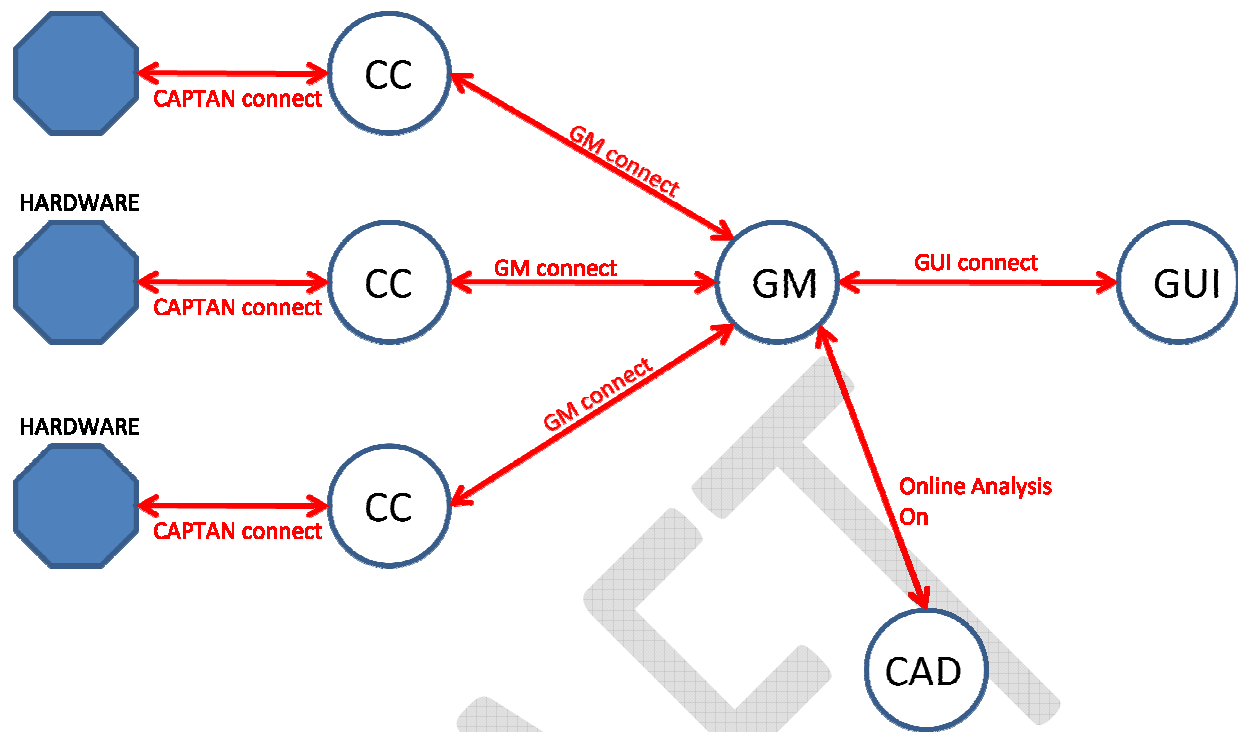 CC
CAPTAN connect
GM connect
HARDWARE
CC
CAPTAN connect
GM connect
GM
GUI connect
GUI
GM connect
HARDWARE
CC
CAPTAN connect
Online Analysis
On
CAD